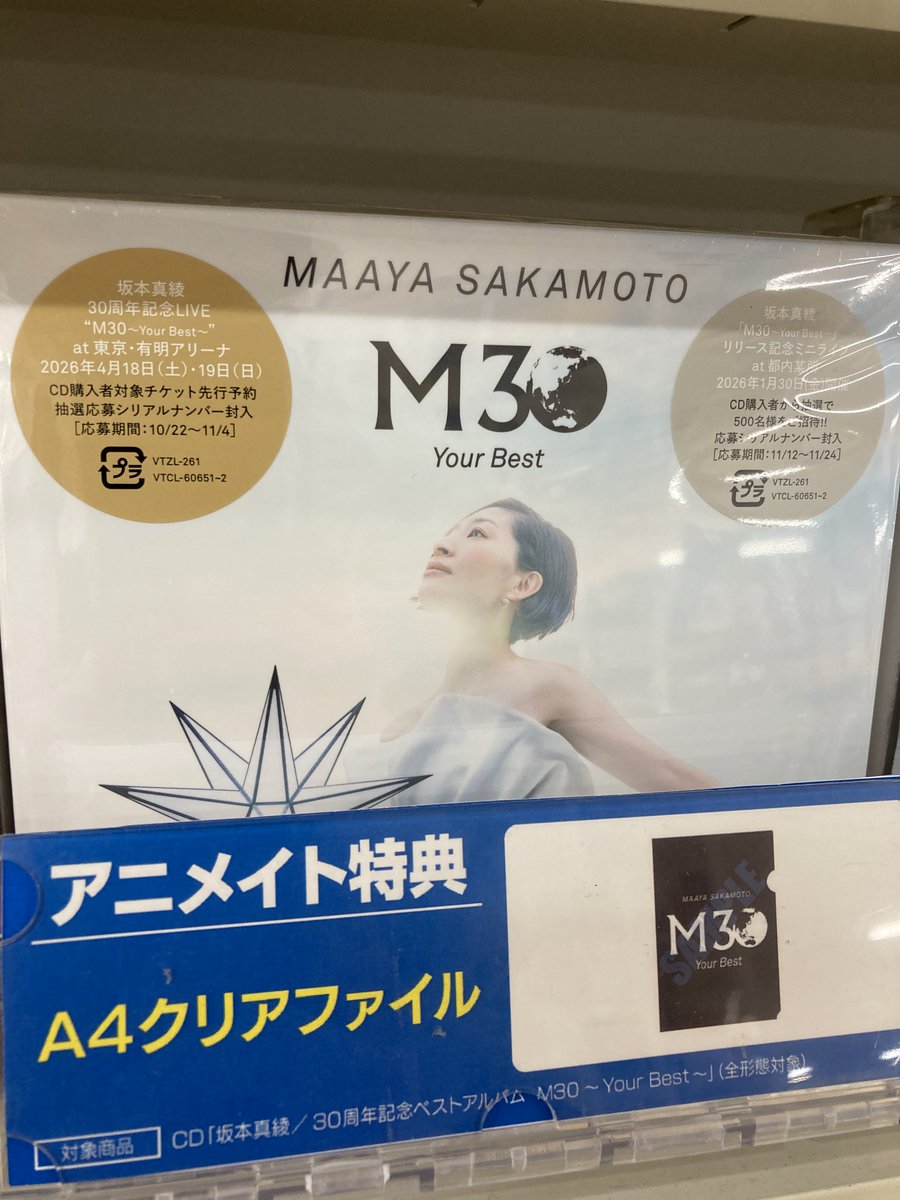 MAAYA SAKAMOTO
M30
Your Best
坂本真綾
30周年記念LIVE
“M30～Your Best～”
at 東京・有明アリーナ
2026年4月18日(土)・19日(日)
CD購入者対象チケット先行予約
抽選応募シリアルナンバー封入
[応募期間:10/22～11/4]
プラ
VTZL-261
VTCL-60651~2
坂本真綾
「M30～Your Best～」
リリース記念ミニライブ
at 都内某所
2026年1月30日(金)開催
CD購入者から抽選で
500名様をご招待!!
応募シリアルナンバー封入
[応募期間:11/12～11/24]
プラ
VTZL-261
VTCL-60651~2
アニメイト特典
A4クリアファイル
MAAYA SAKAMOTO
M30
Your Best
SAMPLE
対象商品
CD「坂本真綾／30周年記念ベストアルバム M30～Your Best～」(全形態対象)